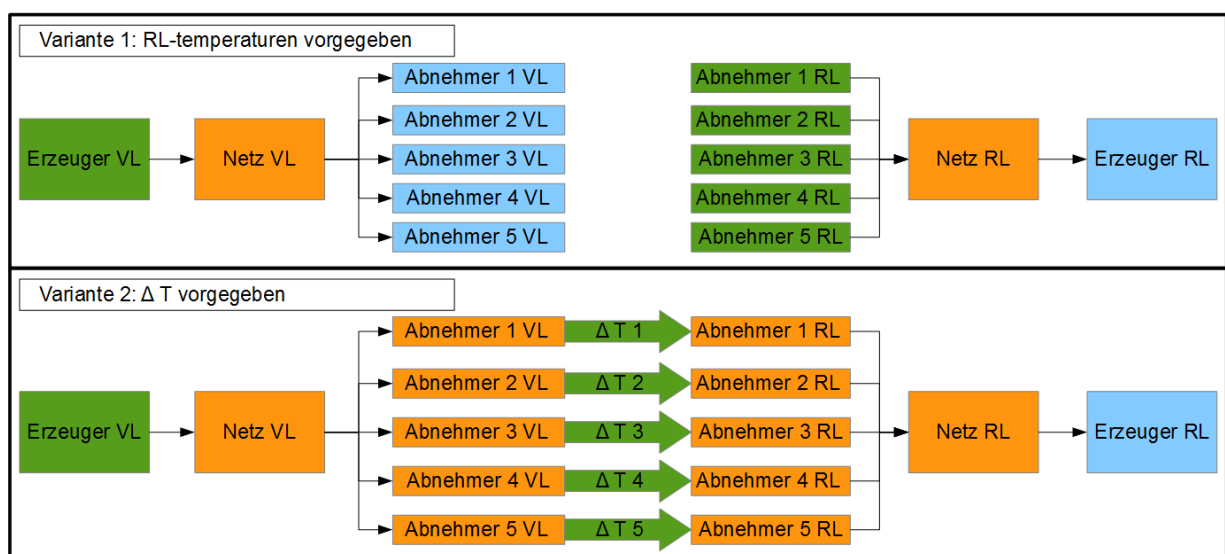 Variante 1: RL-temperaturen vorgegeben
Erzeuger VL
Netz VL
Abnehmer 1 VL
Abnehmer 2 VL
Abnehmer 3 VL
Abnehmer 4 VL
Abnehmer 5 VL
Abnehmer 1 RL
Abnehmer 2 RL
Abnehmer 3 RL
Abnehmer 4 RL
Abnehmer 5 RL
Netz RL
Erzeuger RL
Variante 2: Δ T vorgegeben
Erzeuger VL
Netz VL
Abnehmer 1 VL
Δ T 1
Abnehmer 1 RL
Abnehmer 2 VL
Δ T 2
Abnehmer 2 RL
Abnehmer 3 VL
Δ T 3
Abnehmer 3 RL
Abnehmer 4 VL
Δ T 4
Abnehmer 4 RL
Abnehmer 5 VL
Δ T 5
Abnehmer 5 RL
Netz RL
Erzeuger RL